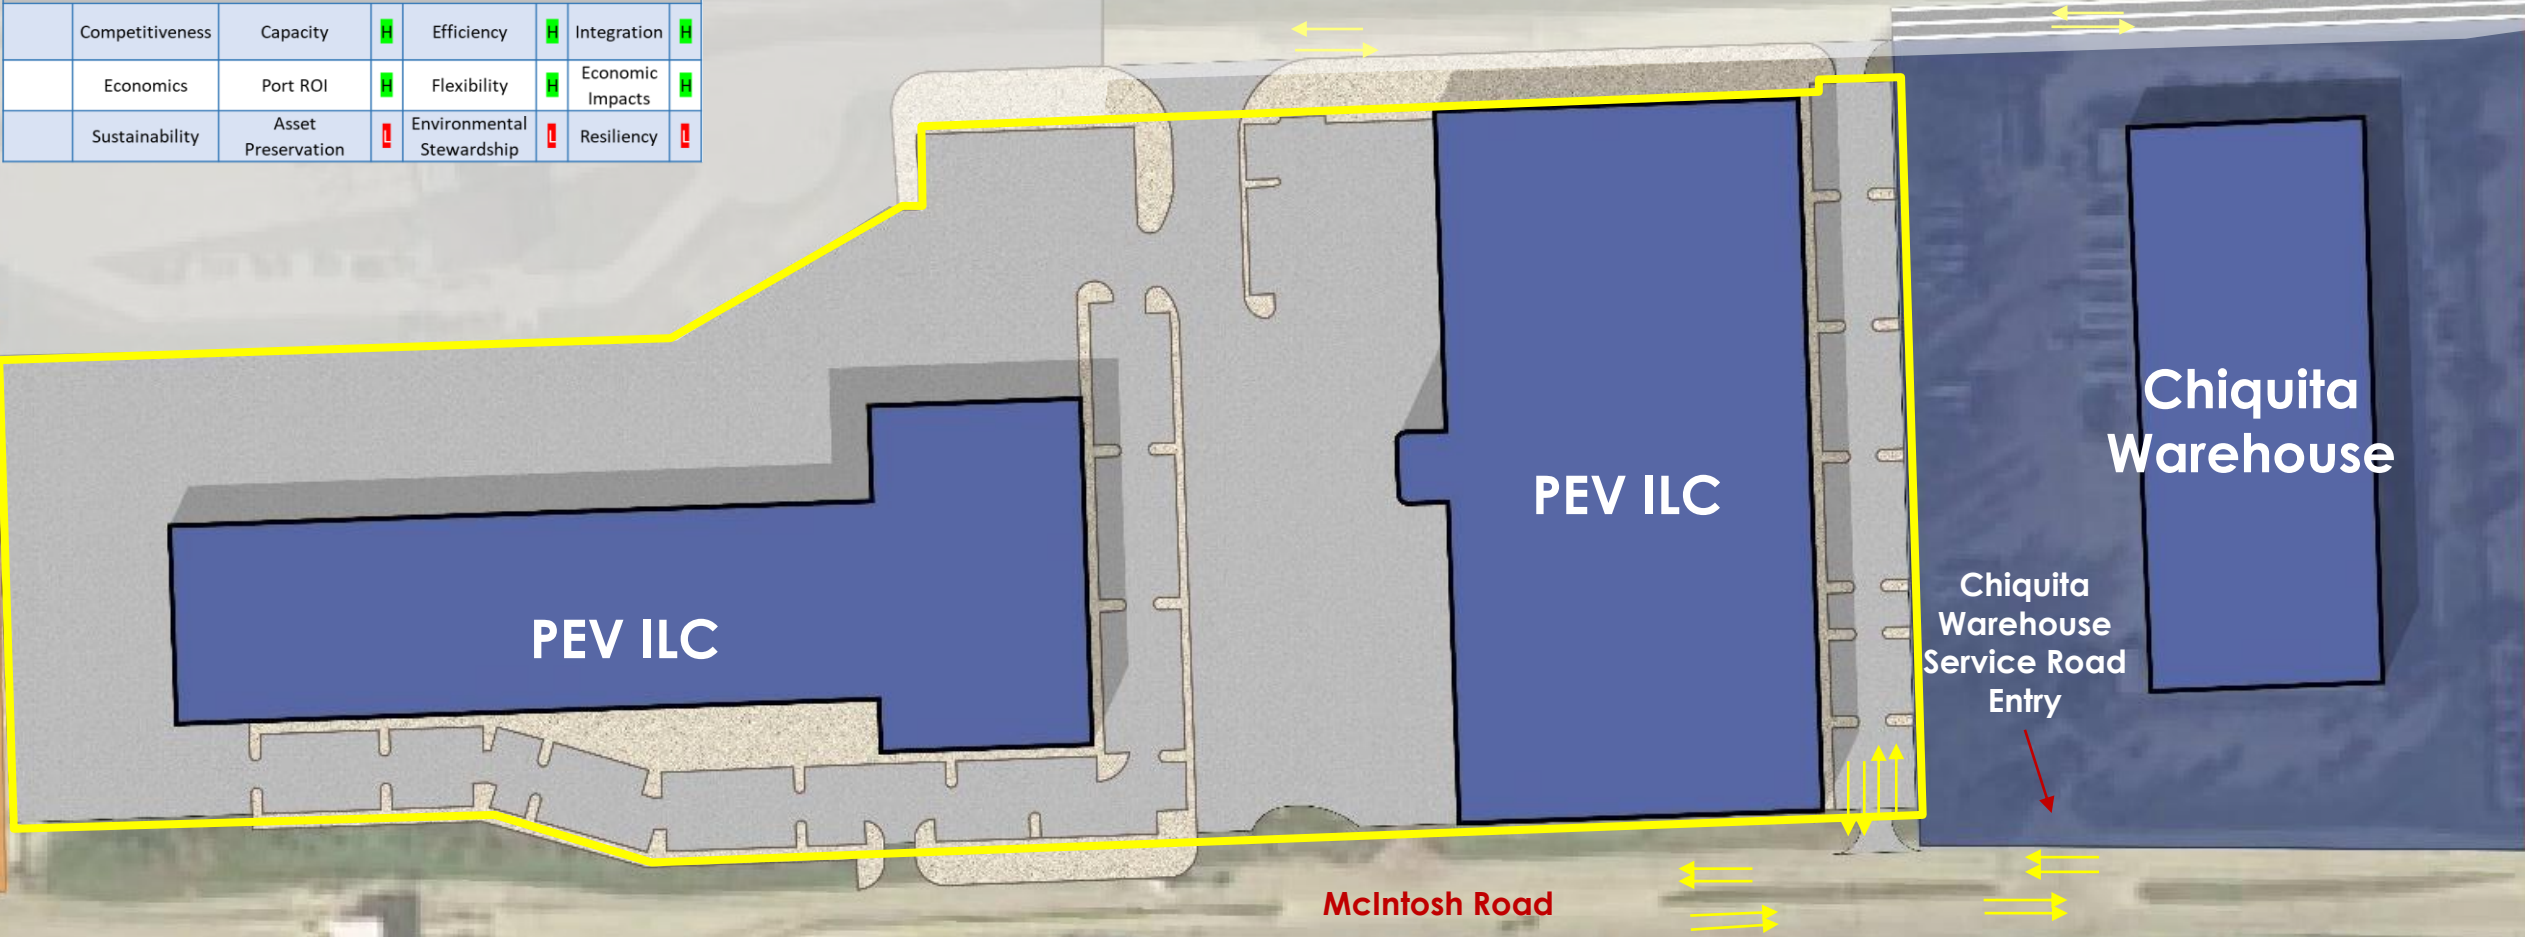 Competitiveness Capacity H Efficiency H Integration H
Economics Port ROI H Flexibility H Economic Impacts H
Sustainability Asset Preservation L Environmental Stewardship L Resiliency L
Chiquita
Warehouse
PEV ILC
PEV ILC
Chiquita
Warehouse
Service Road
Entry
McIntosh Road